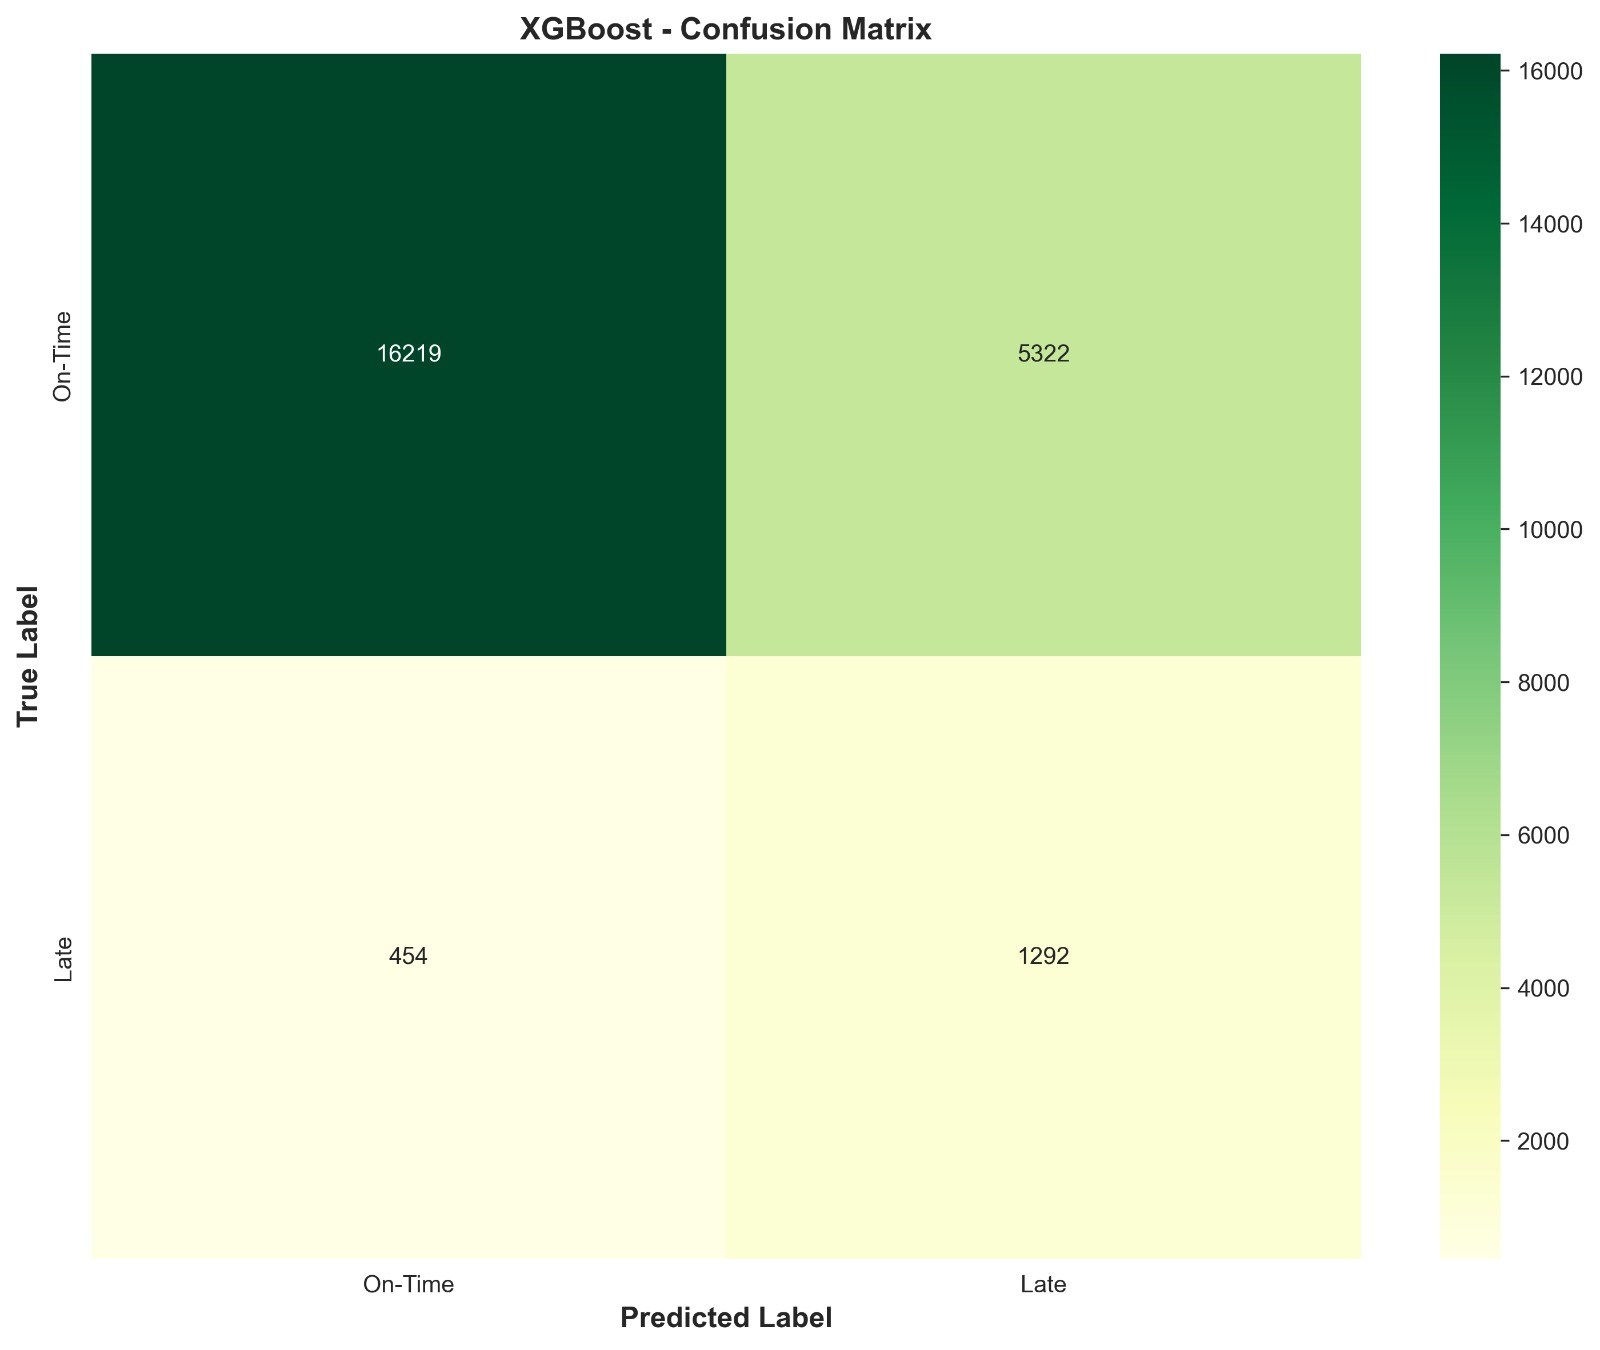 XGBoost - Confusion Matrix
True Label
On-Time
Late
16219
5322
454
1292
On-Time
Late
Predicted Label
16000
14000
12000
10000
8000
6000
4000
2000